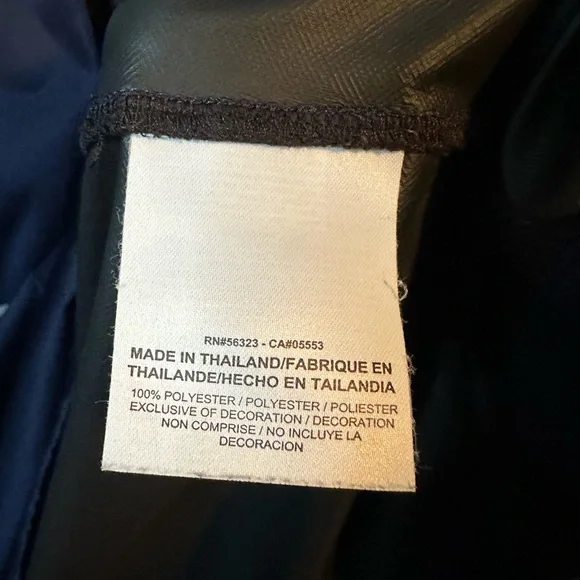 RN#56323 - CA#05553
MADE IN THAILAND/FABRIQUE EN
THAILANDE/HECHO EN TAILANDIA
100% POLYESTER / POLYESTER / POLIESTER
EXCLUSIVE OF DECORATION / DECORATION
NON COMPRISE / NO INCLUYE LA
DECORACION